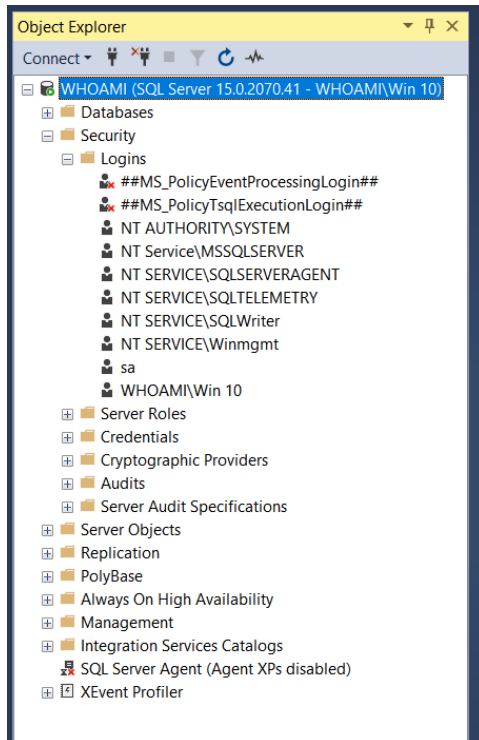 Object Explorer
Connect
WHOAMI (SQL Server 15.0.2070.41 - WHOAMI\Win 10)
Databases
Security
Logins
##MS_PolicyEventProcessingLogin##
##MS_PolicyTsqlExecutionLogin##
NT AUTHORITY\SYSTEM
NT Service\MSSQLSERVER
NT SERVICE\SQLSERVERAGENT
NT SERVICE\SQLTELEMETRY
NT SERVICE\SQLWriter
NT SERVICE\Winmgmt
sa
WHOAMI\Win 10
Server Roles
Credentials
Cryptographic Providers
Audits
Server Audit Specifications
Server Objects
Replication
PolyBase
Always On High Availability
Management
Integration Services Catalogs
SQL Server Agent (Agent XPs disabled)
XEvent Profiler